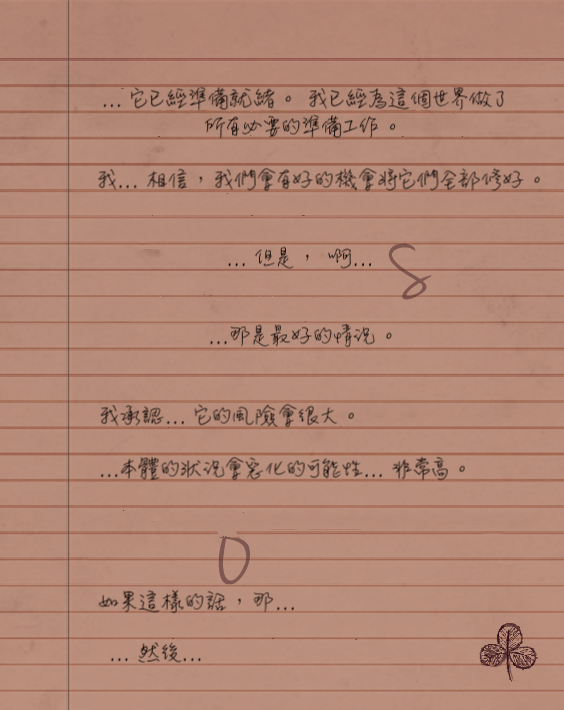 ...它已經準備就緒。 我已經為這個世界做了
所有必要的準備工作。
我... 相信，我們會有好的機會將它們全部修好。
...但是， 啊...
S
...那是最好的情況。
我承認... 它的風險會很大。
...本體的狀況會惡化的可能性... 非常高。
0
如果這樣的話，那...
... 然後...